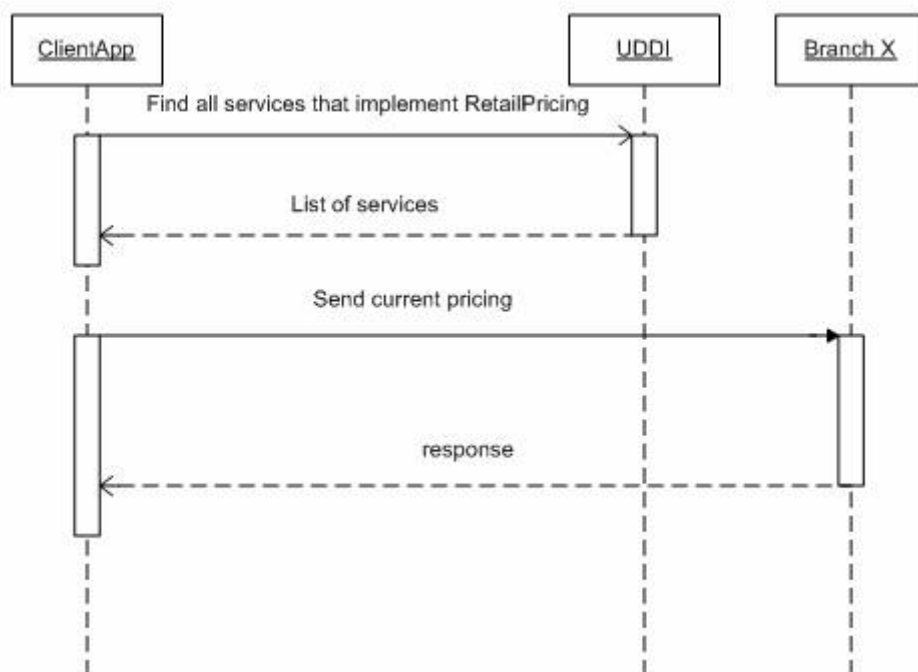 ClientApp
UDDI
Branch X
Find all services that implement RetailPricing
List of services
Send current pricing
response